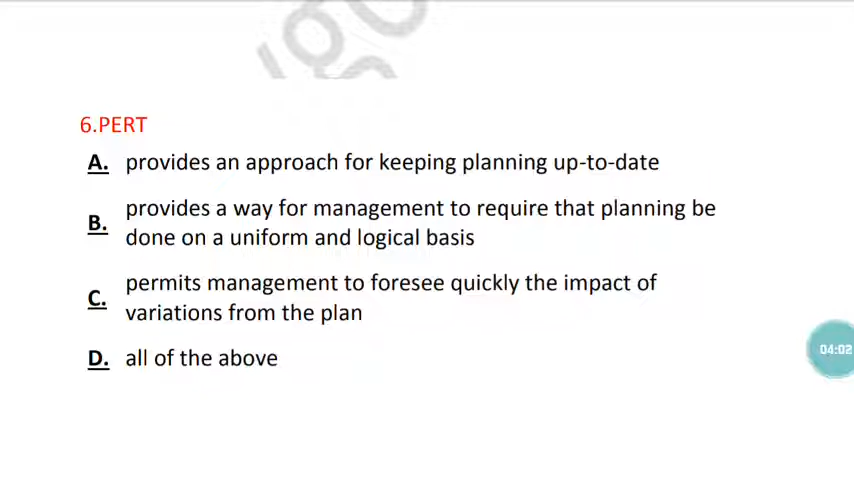 6.PERT
A. provides an approach for keeping planning up-to-date
B. provides a way for management to require that planning be
done on a uniform and logical basis
C. permits management to foresee quickly the impact of
variations from the plan
D. all of the above
04:02